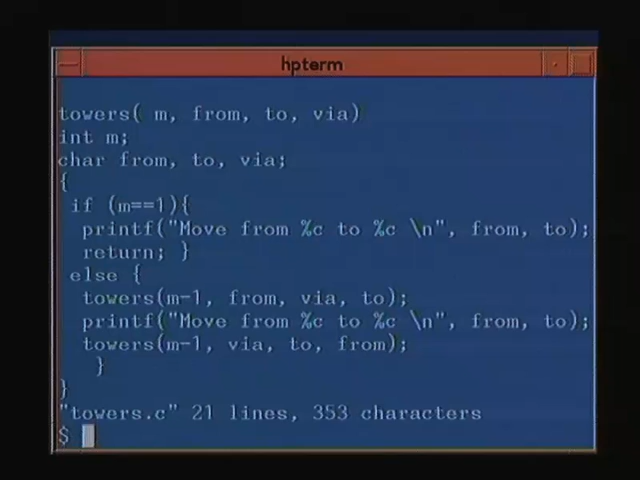 hpterm
towers( m, from, to, via)
int m;
char from, to, via;
{
if (m==1){
printf("Move from %c to %c \n", from, to);
return; }
else {
towers(m-1, from, via, to);
printf("Move from %c to %c \n", from, to);
towers(m-1, via, to, from);
}
}
"towers.c" 21 lines, 353 characters
$